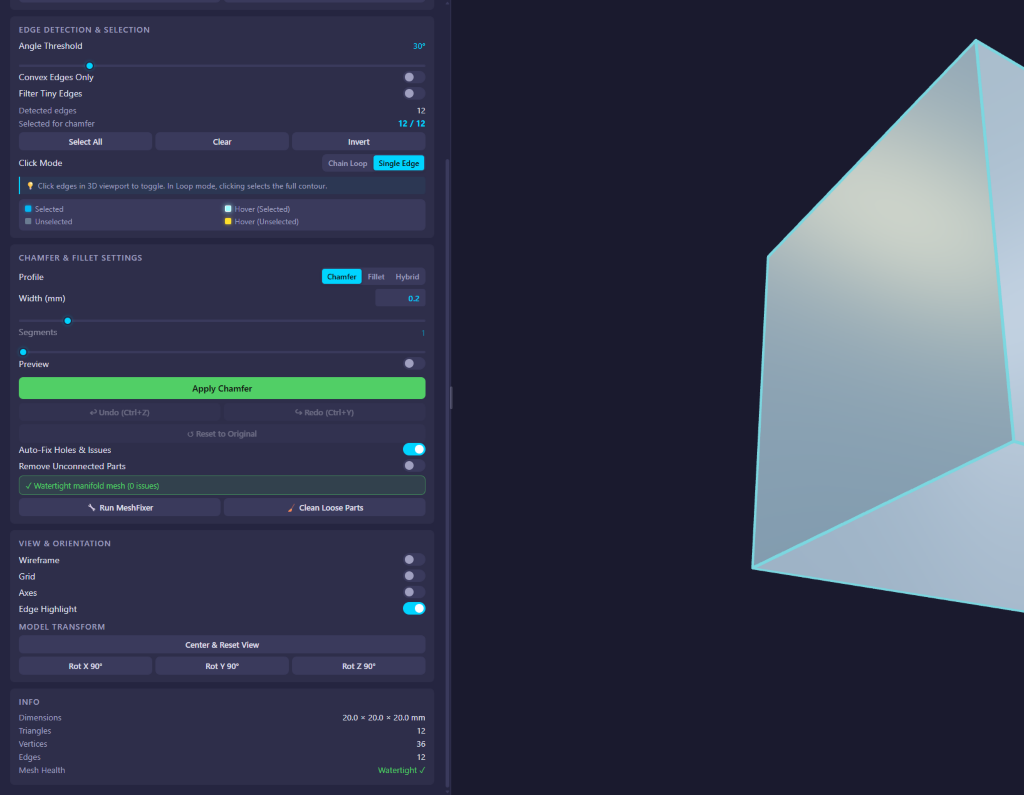 EDGE DETECTION & SELECTION
Angle Threshold 30°
Convex Edges Only
Filter Tiny Edges
Detected edges 12
Selected for chamfer 12 / 12
Select All Clear Invert
Click Mode Chain Loop Single Edge
💡 Click edges in 3D viewport to toggle. In Loop mode, clicking selects the full contour.
Selected Hover (Selected)
Unselected Hover (Unselected)
CHAMFER & FILLET SETTINGS
Profile Chamfer Fillet Hybrid
Width (mm) 0.2
Segments 1
Preview
Apply Chamfer
↩ Undo (Ctrl+Z) ↪ Redo (Ctrl+Y)
↺ Reset to Original
Auto-Fix Holes & Issues
Remove Unconnected Parts
✓ Watertight manifold mesh (0 issues)
🔧 Run MeshFixer 🧹 Clean Loose Parts
VIEW & ORIENTATION
Wireframe
Grid
Axes
Edge Highlight
MODEL TRANSFORM
Center & Reset View
Rot X 90° Rot Y 90° Rot Z 90°
INFO
Dimensions 20.0 × 20.0 × 20.0 mm
Triangles 12
Vertices 36
Edges 12
Mesh Health Watertight ✓